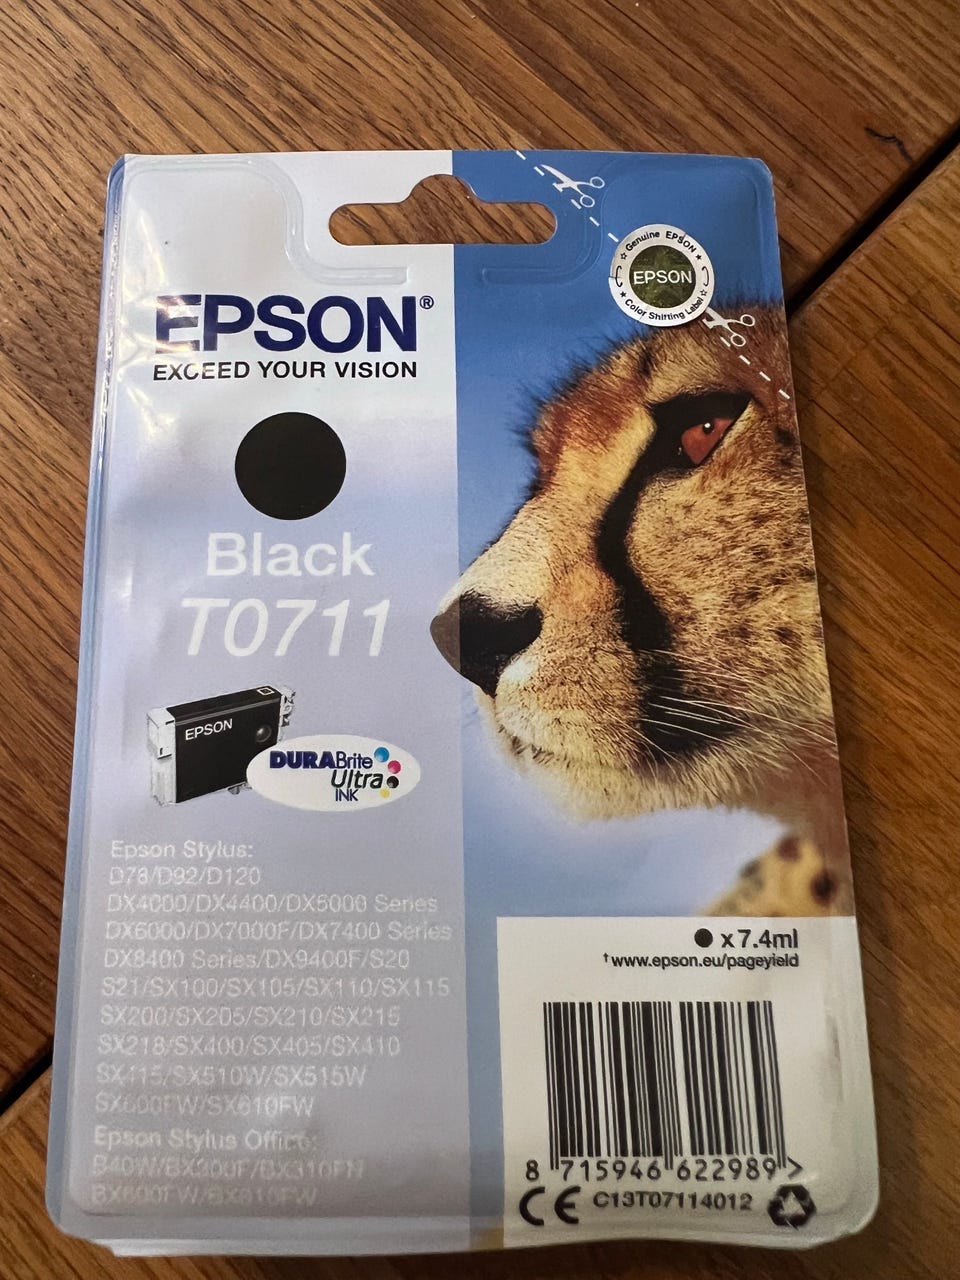 Genuine EPSON
EPSON
Color Shifting Label
EPSON®
EXCEED YOUR VISION
Black
T0711
EPSON
DURABrite
Ultra
INK
Epson Stylus:
D78/D92/D120
DX4000/DX4400/DX5000 Series
DX6000/DX7000F/DX7400 Series
DX8400 Series/DX9400F/S20
S21/SX100/SX105/SX110/SX115
SX200/SX205/SX210/SX215
SX218/SX400/SX405/SX410
SX415/SX510W/SX515W
SX600FW/SX610FW
Epson Stylus Office:
B40W/BX300F/BX310FN
BX600FW/BX610FW
x 7.4ml
† www.epson.eu/pageyield
8 715946 622989 >
CE C13T07114012